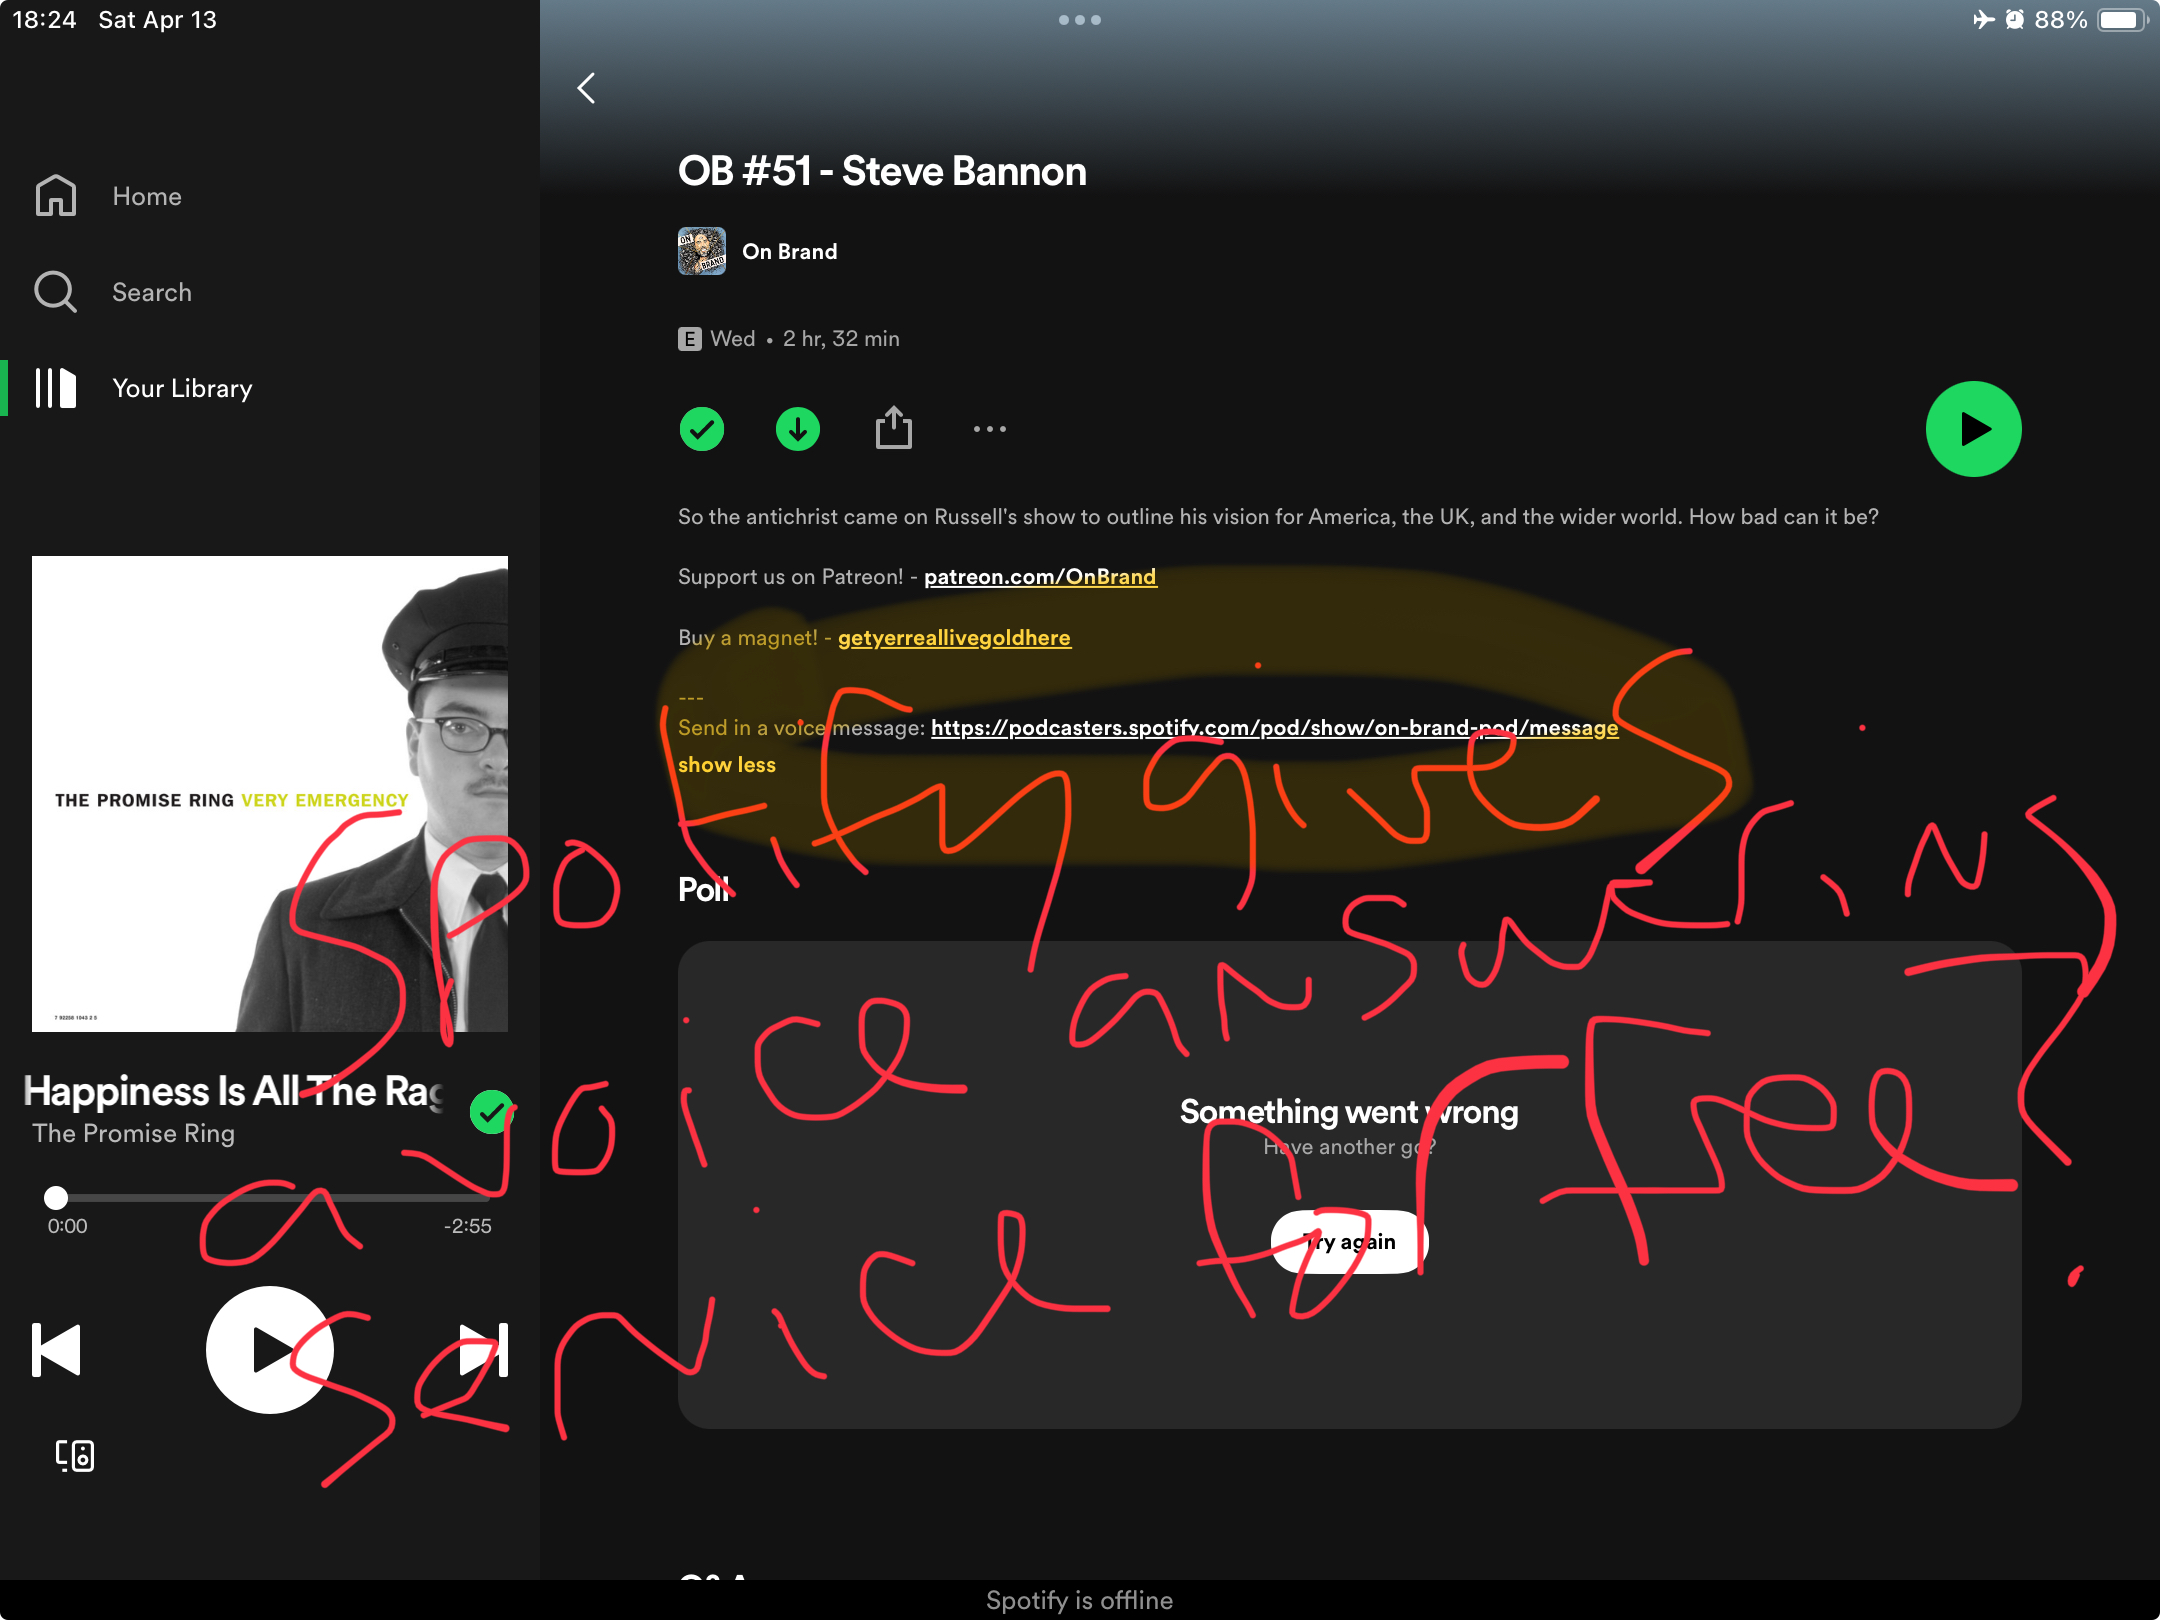 18:24 Sat Apr 13
88%
Home
Search
Your Library
THE PROMISE RING VERY EMERGENCY
Happiness Is All The Rag
The Promise Ring
0:00
-2:55
OB #51 - Steve Bannon
ON
BRAND
On Brand
E Wed • 2 hr, 32 min
So the antichrist came on Russell's show to outline his vision for America, the UK, and the wider world. How bad can it be?
Support us on Patreon! - patreon.com/OnBrand
Buy a magnet! - getyerreallivegoldhere
---
Send in a voice message: https://podcasters.spotify.com/pod/show/on-brand-pod/message
show less
Poll
Something went wrong
Have another go?
Try again
Spotify is offline
Spotify gives
a voice answering
service for free?